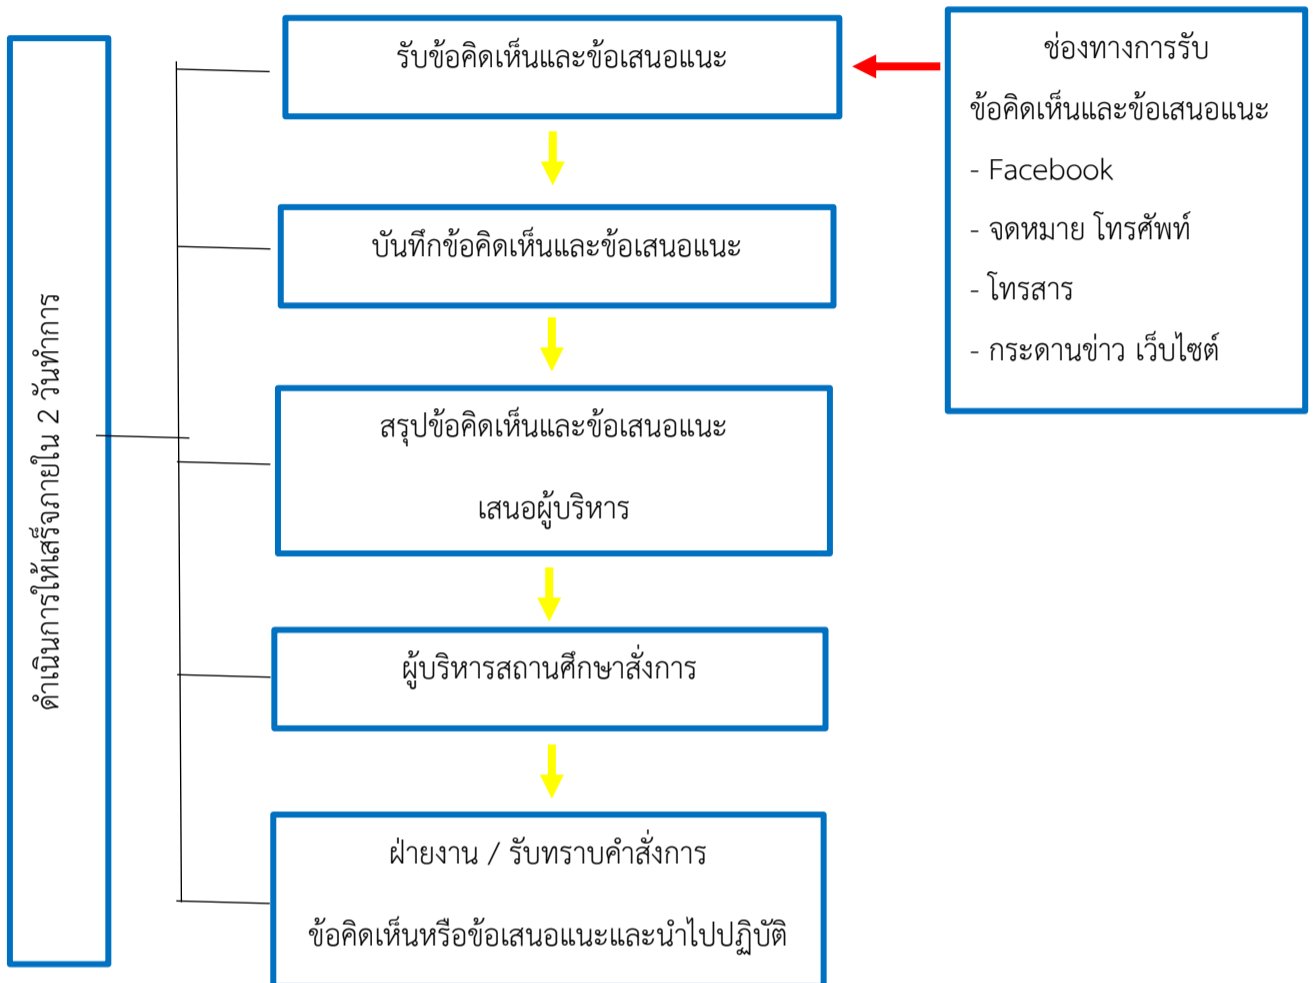 ดำเนินการให้เสร็จภายใน 2 วันทำการ
รับข้อคิดเห็นและข้อเสนอแนะ
บันทึกข้อคิดเห็นและข้อเสนอแนะ
สรุปข้อคิดเห็นและข้อเสนอแนะ
เสนอผู้บริหาร
ผู้บริหารสถานศึกษาสั่งการ
ฝ่ายงาน / รับทราบคำสั่งการ
ข้อคิดเห็นหรือข้อเสนอแนะและนำไปปฏิบัติ
ช่องทางการรับ
ข้อคิดเห็นและข้อเสนอแนะ
- Facebook
- จดหมาย โทรศัพท์
- โทรสาร
- กระดานข่าว เว็บไซต์